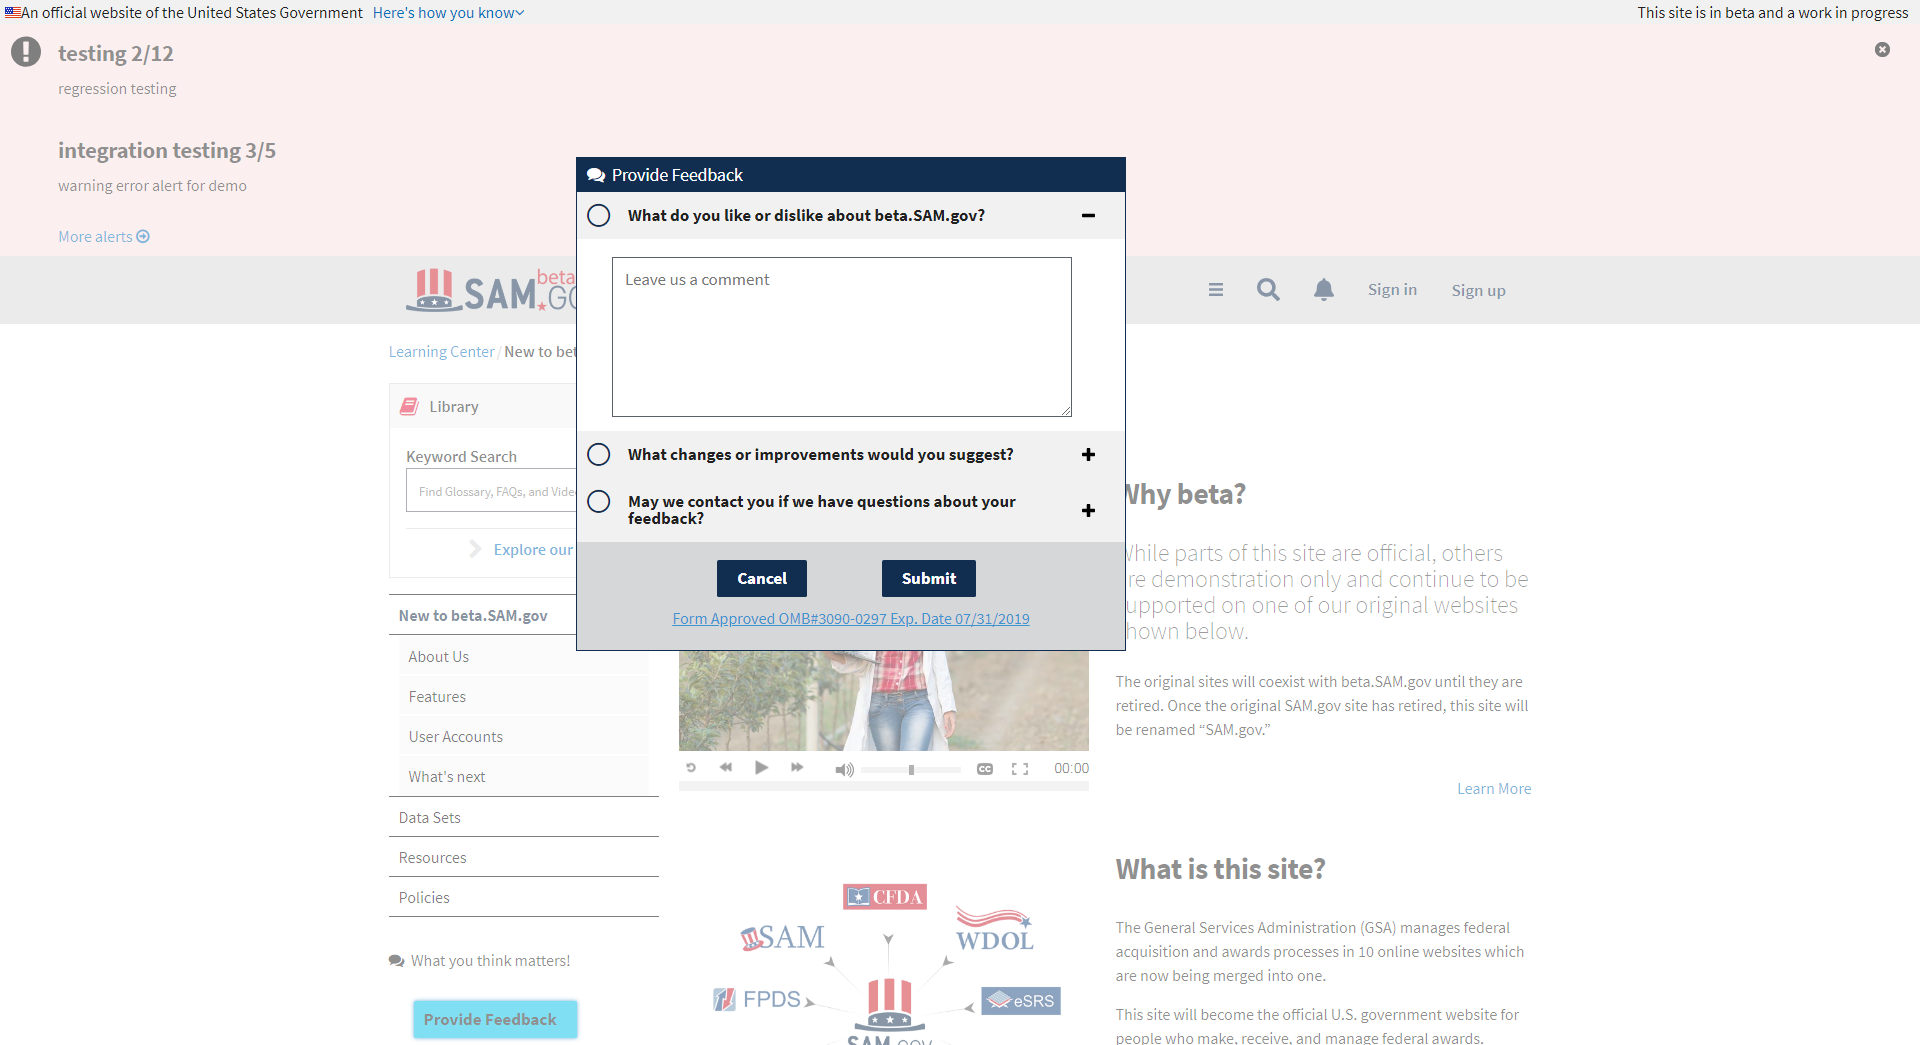 An official website of the United States Government Here's how you know
This site is in beta and a work in progress
testing 2/12
regression testing
integration testing 3/5
warning error alert for demo
More alerts
SAM beta
Sign in
Sign up
Learning Center / New to
Library
Keyword Search
Find Glossary, FAQs, and
Explore our
New to beta.SAM.gov
About Us
Features
User Accounts
What's next
Data Sets
Resources
Policies
What you think matters!
Provide Feedback
Provide Feedback
What do you like or dislike about beta.SAM.gov?
Leave us a comment
What changes or improvements would you suggest?
May we contact you if we have questions about your
feedback?
Cancel
Submit
Form Approved OMB#3090-0297 Exp. Date 07/31/2019
CC
00:00
Why beta?
While parts of this site are official, others
are demonstration only and continue to be
supported on one of our original websites
shown below.
The original sites will coexist with beta.SAM.gov until they are
retired. Once the original SAM.gov site has retired, this site will
be renamed “SAM.gov.”
Learn More
CFDA
SAM
WDOL
FPDS
eSRS
SAM.GOV
What is this site?
The General Services Administration (GSA) manages federal
acquisition and awards processes in 10 online websites which
are now being merged into one.
This site will become the official U.S. government website for
people who make, receive, and manage federal awards.